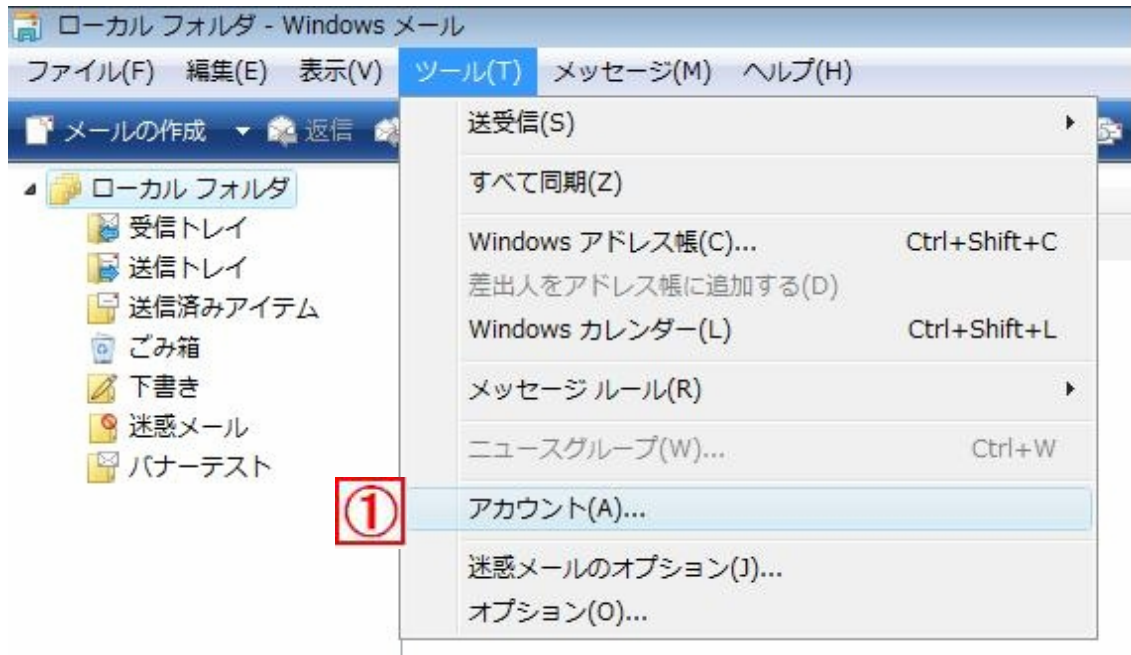 ローカル フォルダ - Windows メール
ファイル(F) 編集(E) 表示(V) ツール(T) メッセージ(M) ヘルプ(H)
メールの作成 返信
ローカル フォルダ
受信トレイ
送信トレイ
送信済みアイテム
ごみ箱
下書き
迷惑メール
バナーテスト
送受信(S)
すべて同期(Z)
Windows アドレス帳(C)... Ctrl+Shift+C
差出人をアドレス帳に追加する(D)
Windows カレンダー(L) Ctrl+Shift+L
メッセージ ルール(R)
ニュースグループ(W)... Ctrl+W
① アカウント(A)...
迷惑メールのオプション(J)...
オプション(O)...